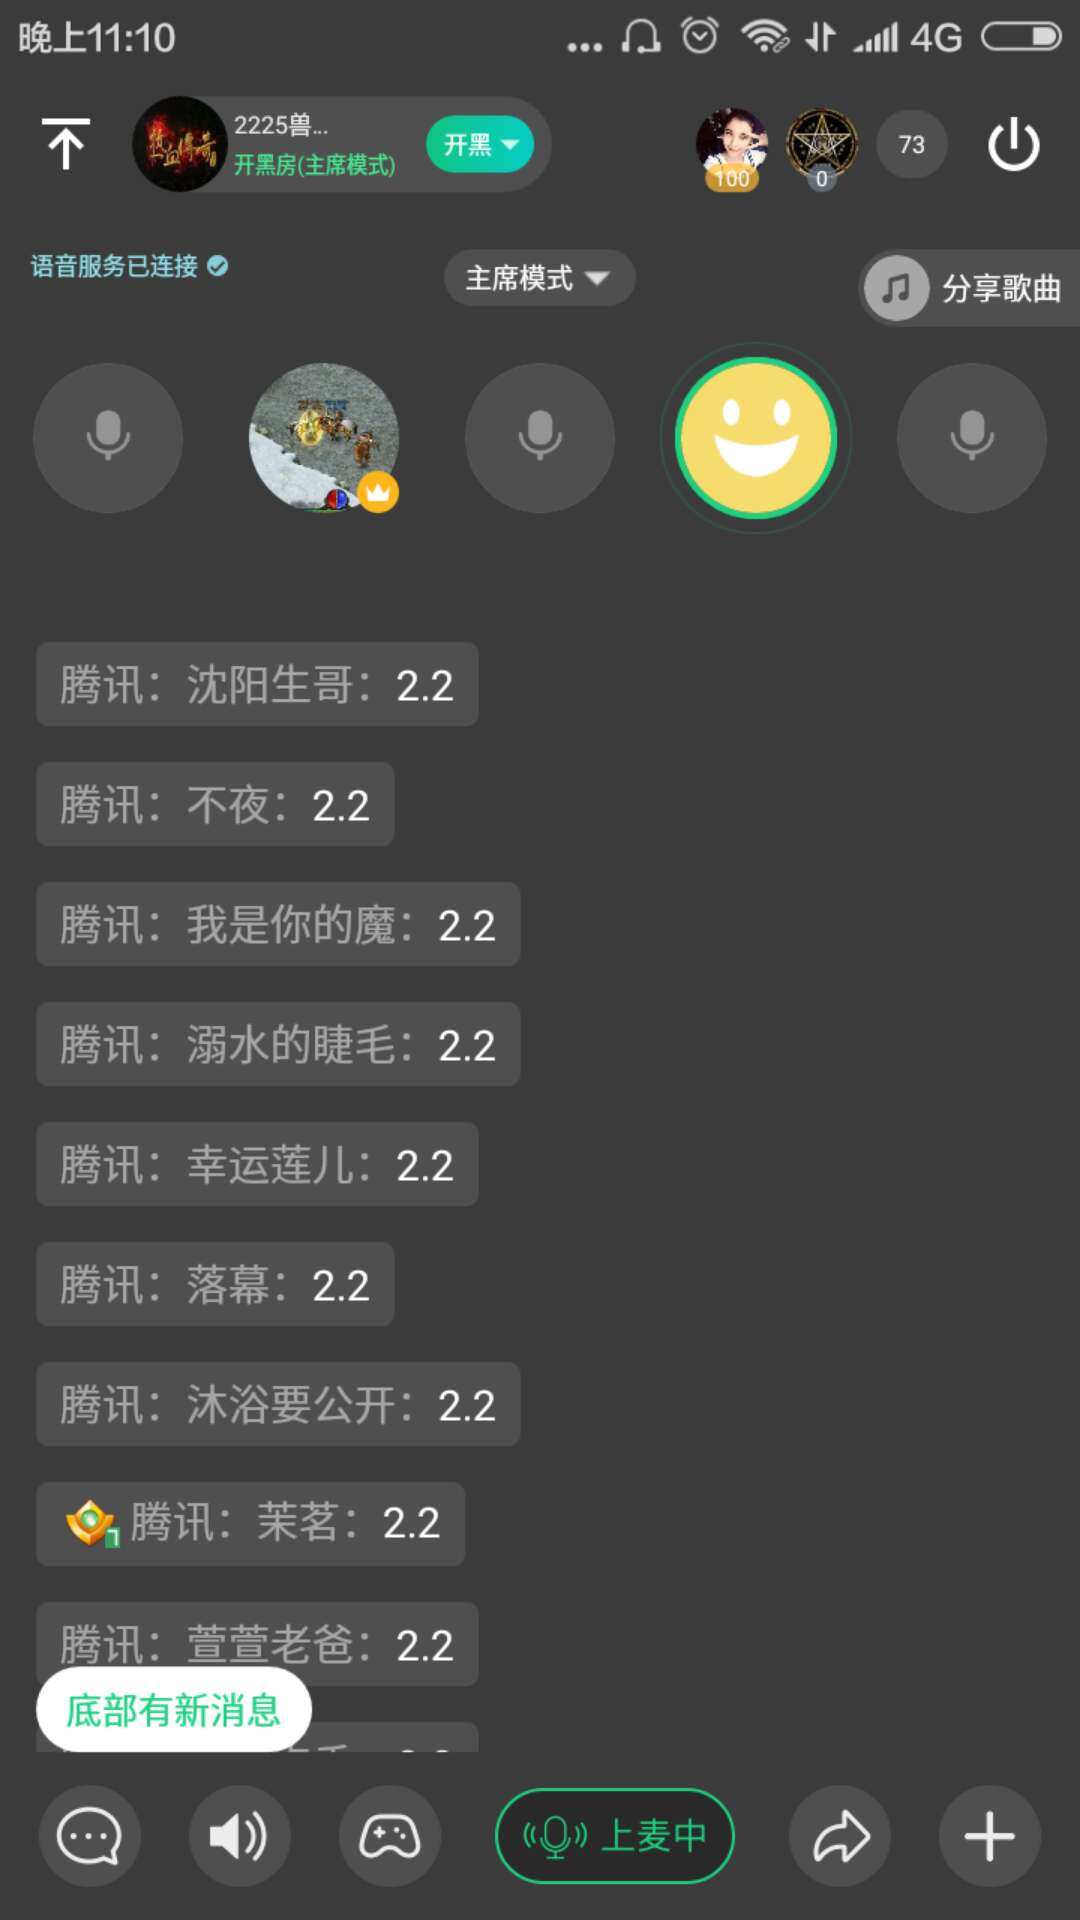 晚上11:10
4G
热血传奇
2225兽...
开黑房(主席模式)
开黑
100
0
73
语音服务已连接
主席模式
分享歌曲
腾讯：沈阳生哥：2.2
腾讯：不夜：2.2
腾讯：我是你的魔：2.2
腾讯：溺水的睫毛：2.2
腾讯：幸运莲儿：2.2
腾讯：落幕：2.2
腾讯：沐浴要公开：2.2
1 腾讯：茉茗：2.2
腾讯：萱萱老爸：2.2
底部有新消息
上麦中